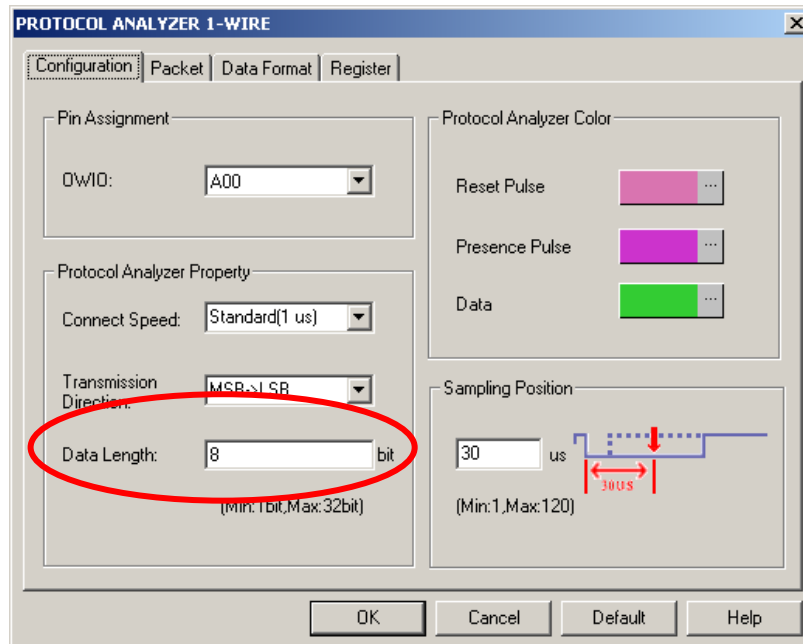 PROTOCOL ANALYZER 1-WIRE
Configuration Packet Data Format Register
Pin Assignment
OWIO: A00
Protocol Analyzer Property
Connect Speed: Standard(1 us)
Transmission
Direction: MSB->LSB
Data Length: 8 bit
(Min:1bit,Max:32bit)
Protocol Analyzer Color
Reset Pulse ...
Presence Pulse ...
Data ...
Sampling Position
30 us
30US
(Min:1,Max:120)
OK Cancel Default Help